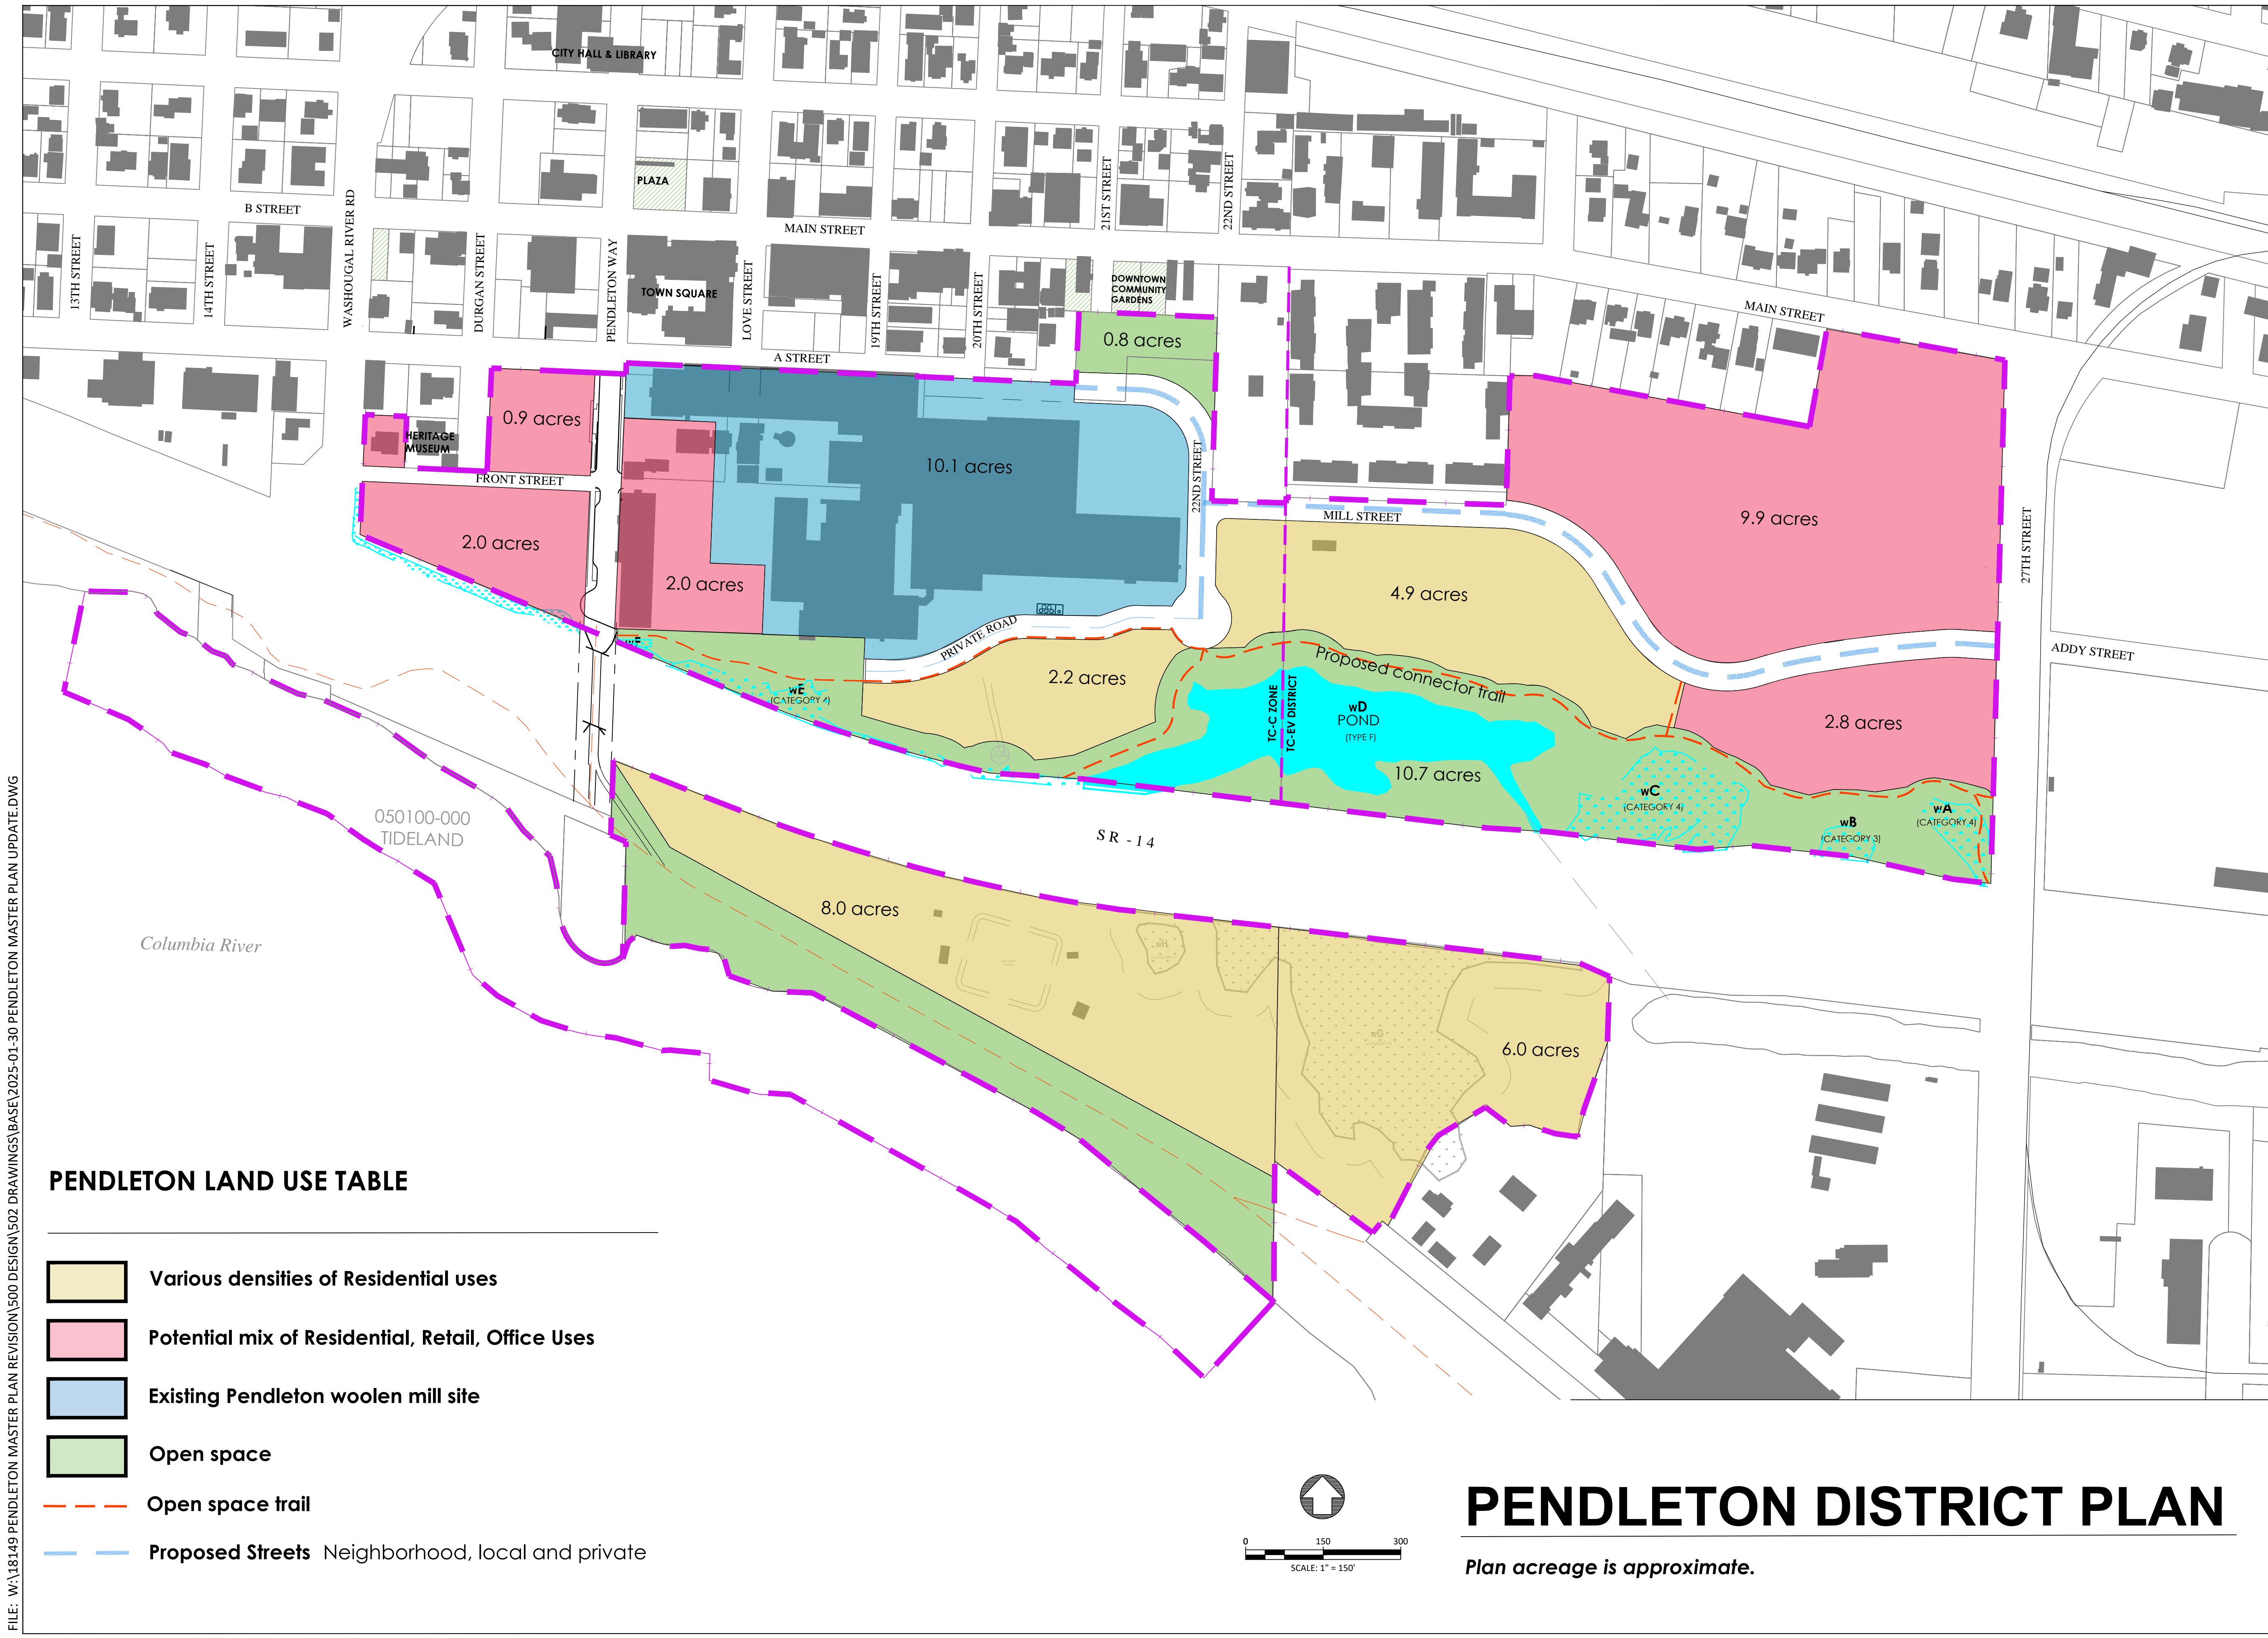 CITY HALL & LIBRARY
PLAZA
B STREET
MAIN STREET
21ST STREET
22ND STREET
13TH STREET
14TH STREET
WASHOUGAL RIVER RD
DURGAN STREET
PENDLETON WAY
TOWN SQUARE
LOVE STREET
19TH STREET
20TH STREET
DOWNTOWN
COMMUNITY
GARDENS
MAIN STREET
A STREET
0.8 acres
0.9 acres
HERITAGE
MUSEUM
FRONT STREET
10.1 acres
22ND STREET
MILL STREET
9.9 acres
27TH STREET
2.0 acres
2.0 acres
4.9 acres
PRIVATE ROAD
ADDY STREET
wE
wE
(CATEGORY 4)
2.2 acres
Proposed connector trail
TC-C ZONE
TC-EV DISTRICT
wD
POND
(TYPE F)
2.8 acres
10.7 acres
wC
(CATEGORY 4)
wB
(CATEGORY 3)
wA
(CATEGORY 4)
050100-000
TIDELAND
SR -14
Columbia River
8.0 acres
wH
wG
6.0 acres
PENDLETON LAND USE TABLE
Various densities of Residential uses
Potential mix of Residential, Retail, Office Uses
Existing Pendleton woolen mill site
Open space
Open space trail
Proposed Streets Neighborhood, local and private
0 150 300
SCALE: 1" = 150'
PENDLETON DISTRICT PLAN
Plan acreage is approximate.
FILE: W:\18149 PENDLETON MASTER PLAN REVISION\500 DESIGN\502 DRAWINGS\BASE\2025-01-30 PENDLETON MASTER PLAN UPDATE.DWG